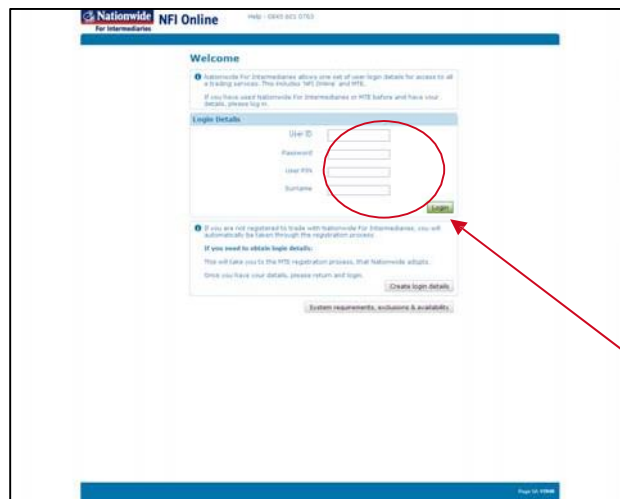 Nationwide
For Intermediaries
NFI Online
Help : 0845 601 0763
Welcome
Nationwide For Intermediaries allows one set of user login details for access to all
a trading services. This includes 'NFI Online' and MTE.
If you have used Nationwide For Intermediaries or MTE before and have your
details, please log in.
Login Details
User ID
Password
User PIN
Surname
Login
If you are not registered to trade with Nationwide For Intermediaries, you will
automatically be taken through the registration process
If you need to obtain login details:
This will take you to the MTE registration process, that Nationwide adopts.
Once you have your details, please return and login.
Create login details
System requirements, exclusions & availability
Page Id: